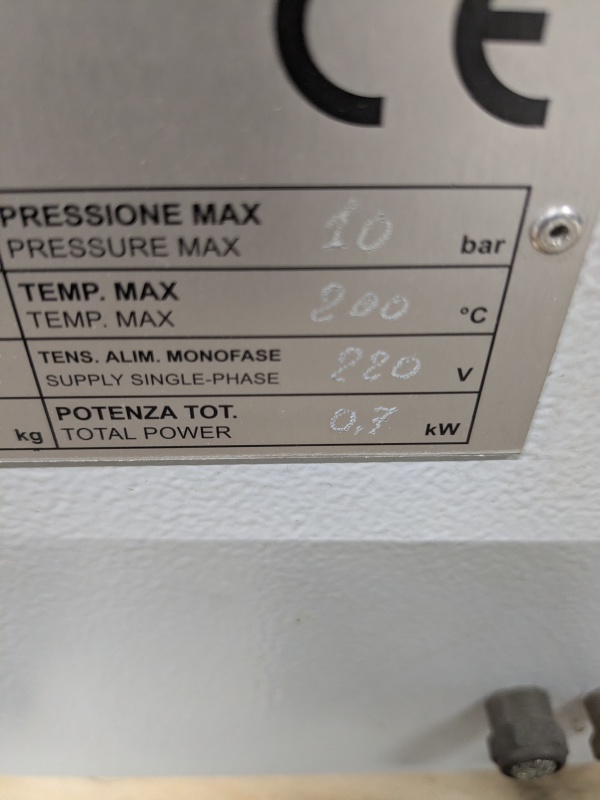 CE
PRESSIONE MAX
PRESSURE MAX 10 bar
TEMP. MAX
TEMP. MAX 200 °C
TENS. ALIM. MONOFASE
SUPPLY SINGLE-PHASE 220 V
kg POTENZA TOT.
TOTAL POWER 0,7 kW